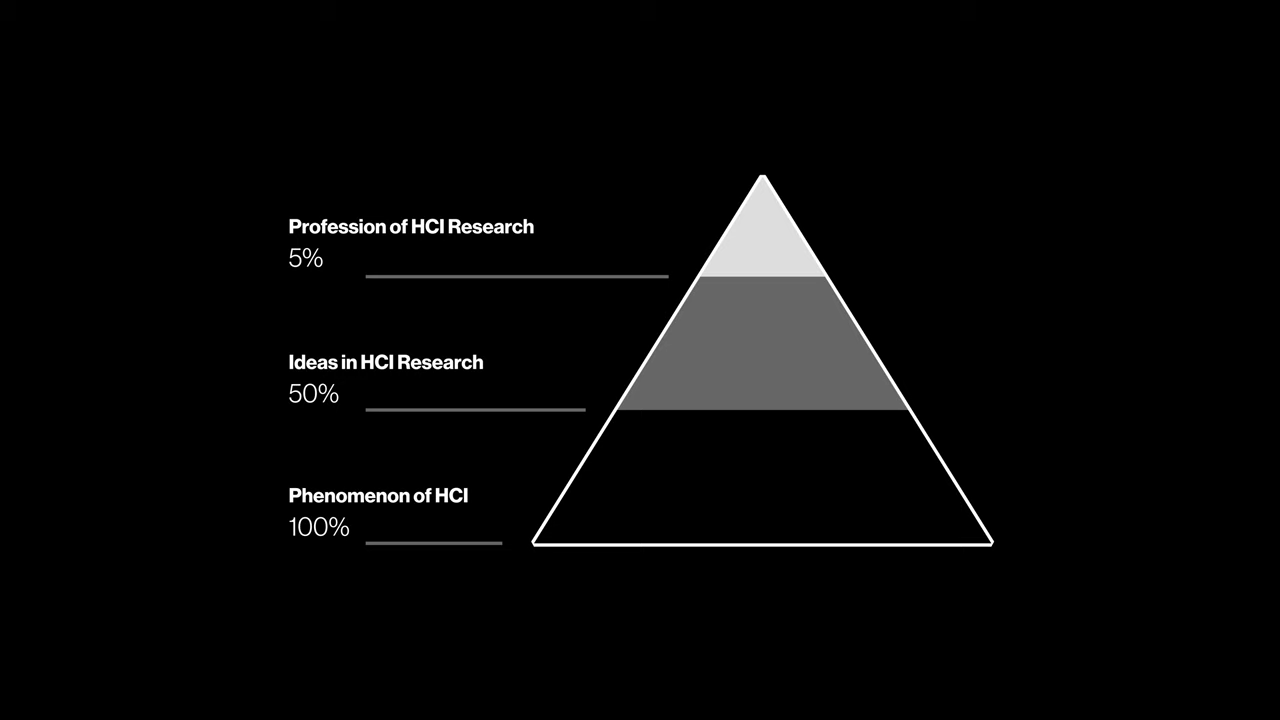 Profession of HCI Research
5%
Ideas in HCI Research
50%
Phenomenon of HCI
100%